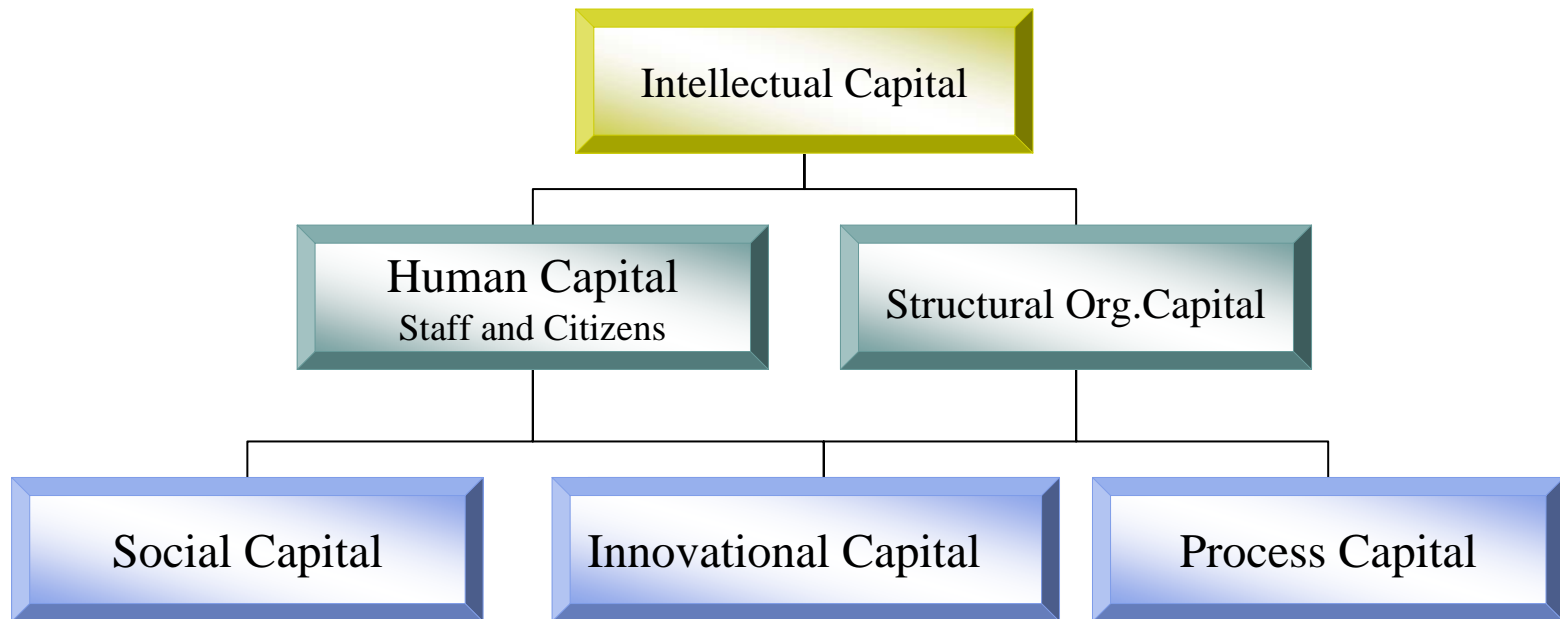 Intellectual Capital
Human Capital
Staff and Citizens
Structural Org.Capital
Social Capital
Innovational Capital
Process Capital